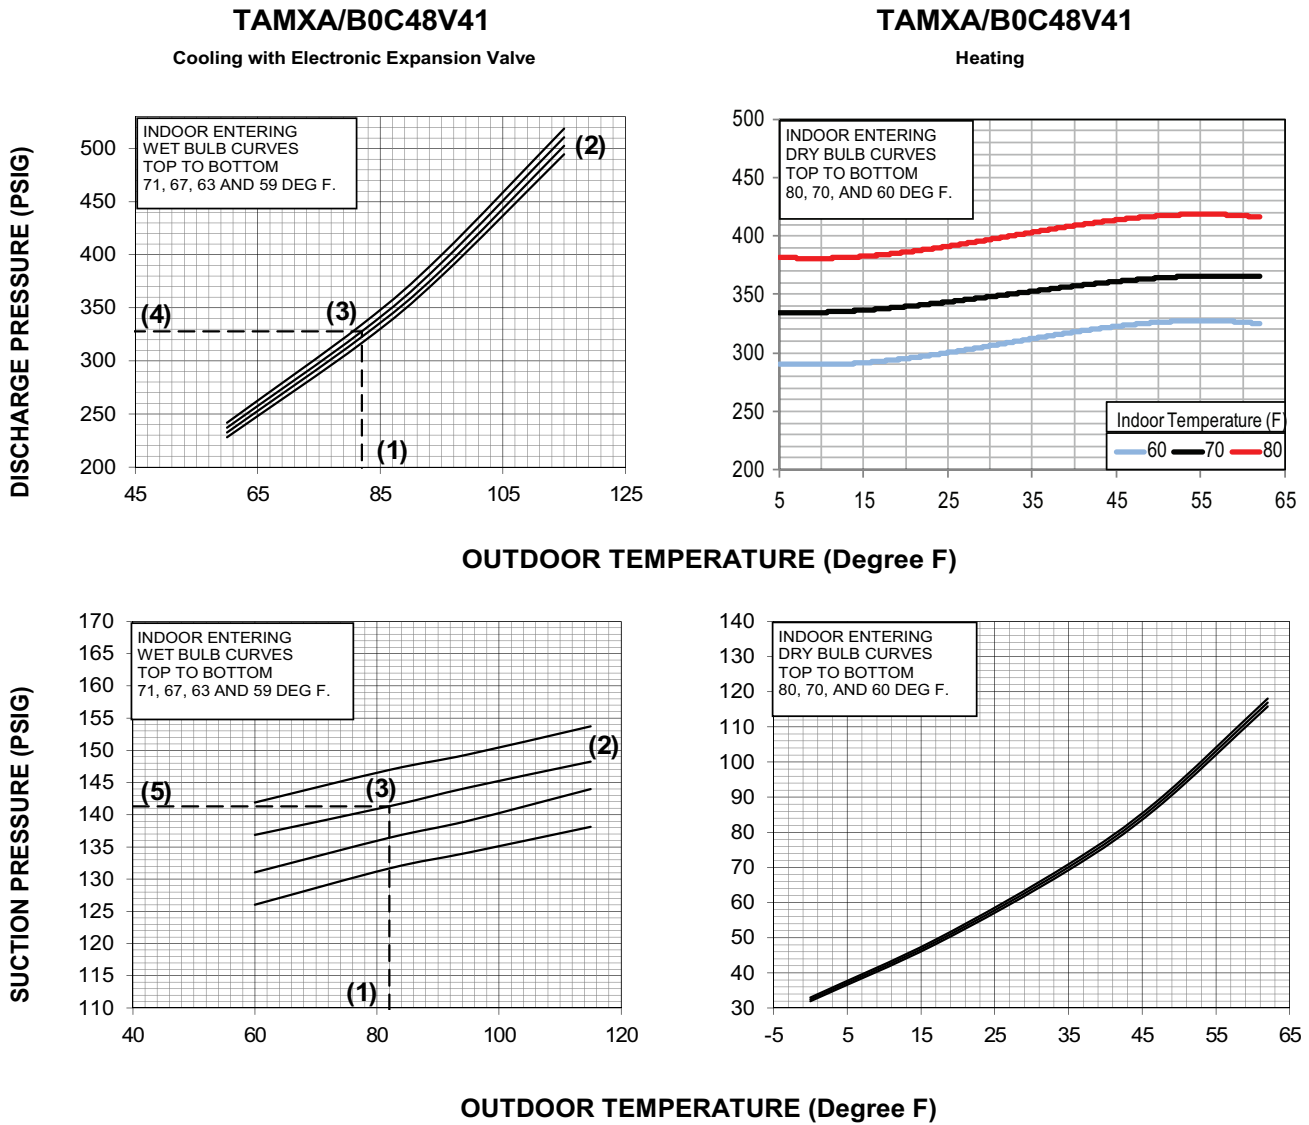 TAMXA/B0C48V41
Cooling with Electronic Expansion Valve
TAMXA/B0C48V41
Heating
DISCHARGE PRESSURE (PSIG)
INDOOR ENTERING
WET BULB CURVES
TOP TO BOTTOM
71, 67, 63 AND 59 DEG F.
500
450
400
350
300
250
200
45 65 85 105 125
(1)
(2)
(3)
(4)
INDOOR ENTERING
DRY BULB CURVES
TOP TO BOTTOM
80, 70, AND 60 DEG F.
500
450
400
350
300
250
200
5 15 25 35 45 55 65
Indoor Temperature (F)
60 70 80
OUTDOOR TEMPERATURE (Degree F)
SUCTION PRESSURE (PSIG)
INDOOR ENTERING
WET BULB CURVES
TOP TO BOTTOM
71, 67, 63 AND 59 DEG F.
170
165
160
155
150
145
140
135
130
125
120
115
110
40 60 80 100 120
(2)
(3)
(5)
(1)
INDOOR ENTERING
DRY BULB CURVES
TOP TO BOTTOM
80, 70, AND 60 DEG F.
140
130
120
110
100
90
80
70
60
50
40
30
-5 5 15 25 35 45 55 65
OUTDOOR TEMPERATURE (Degree F)